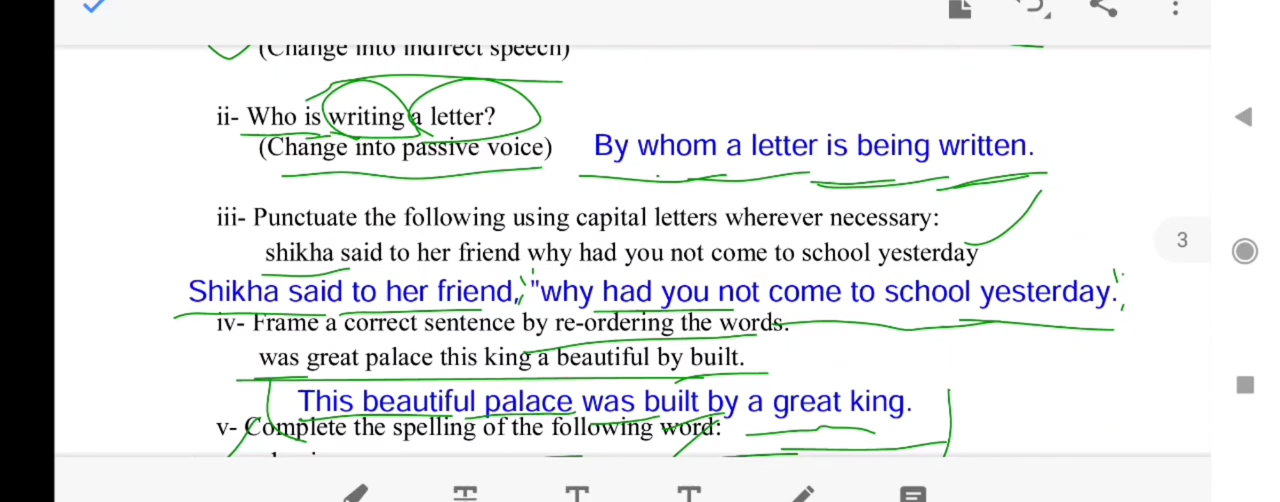 (Change into indirect speech)
ii- Who is writing a letter?
(Change into passive voice) By whom a letter is being written.
iii- Punctuate the following using capital letters wherever necessary:
shikha said to her friend why had you not come to school yesterday
3
Shikha said to her friend, "why had you not come to school yesterday."
iv- Frame a correct sentence by re-ordering the words.
was great palace this king a beautiful by built.
This beautiful palace was built by a great king.
v- Complete the spelling of the following word: